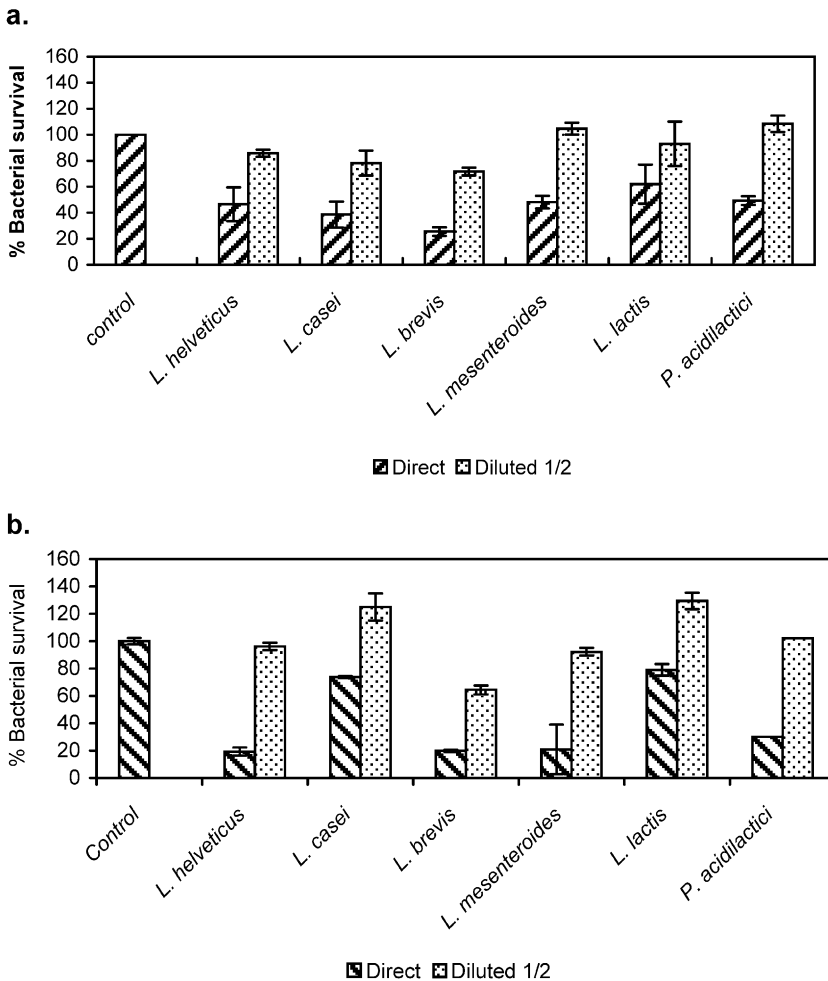 a.
% Bacterial survival
160
140
120
100
80
60
40
20
0
control
L. helveticus
L. casei
L. brevis
L. mesenteroides
L. lactis
P. acidilactici
Direct Diluted 1/2
b.
% Bacterial survival
160
140
120
100
80
60
40
20
0
Control
L. helveticus
L. casei
L. brevis
L. mesenteroides
L. lactis
P. acidilactici
Direct Diluted 1/2